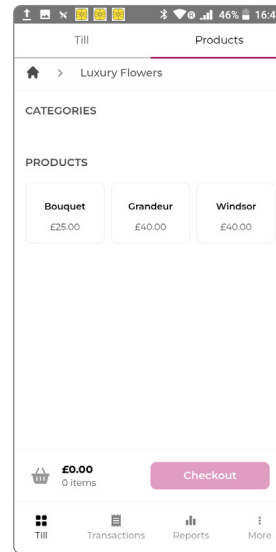 46% 16:4
Till Products
> Luxury Flowers
CATEGORIES
PRODUCTS
Bouquet Grandeur Windsor
£25.00 £40.00 £40.00
£0.00
0 items
Checkout
Till Transactions Reports More